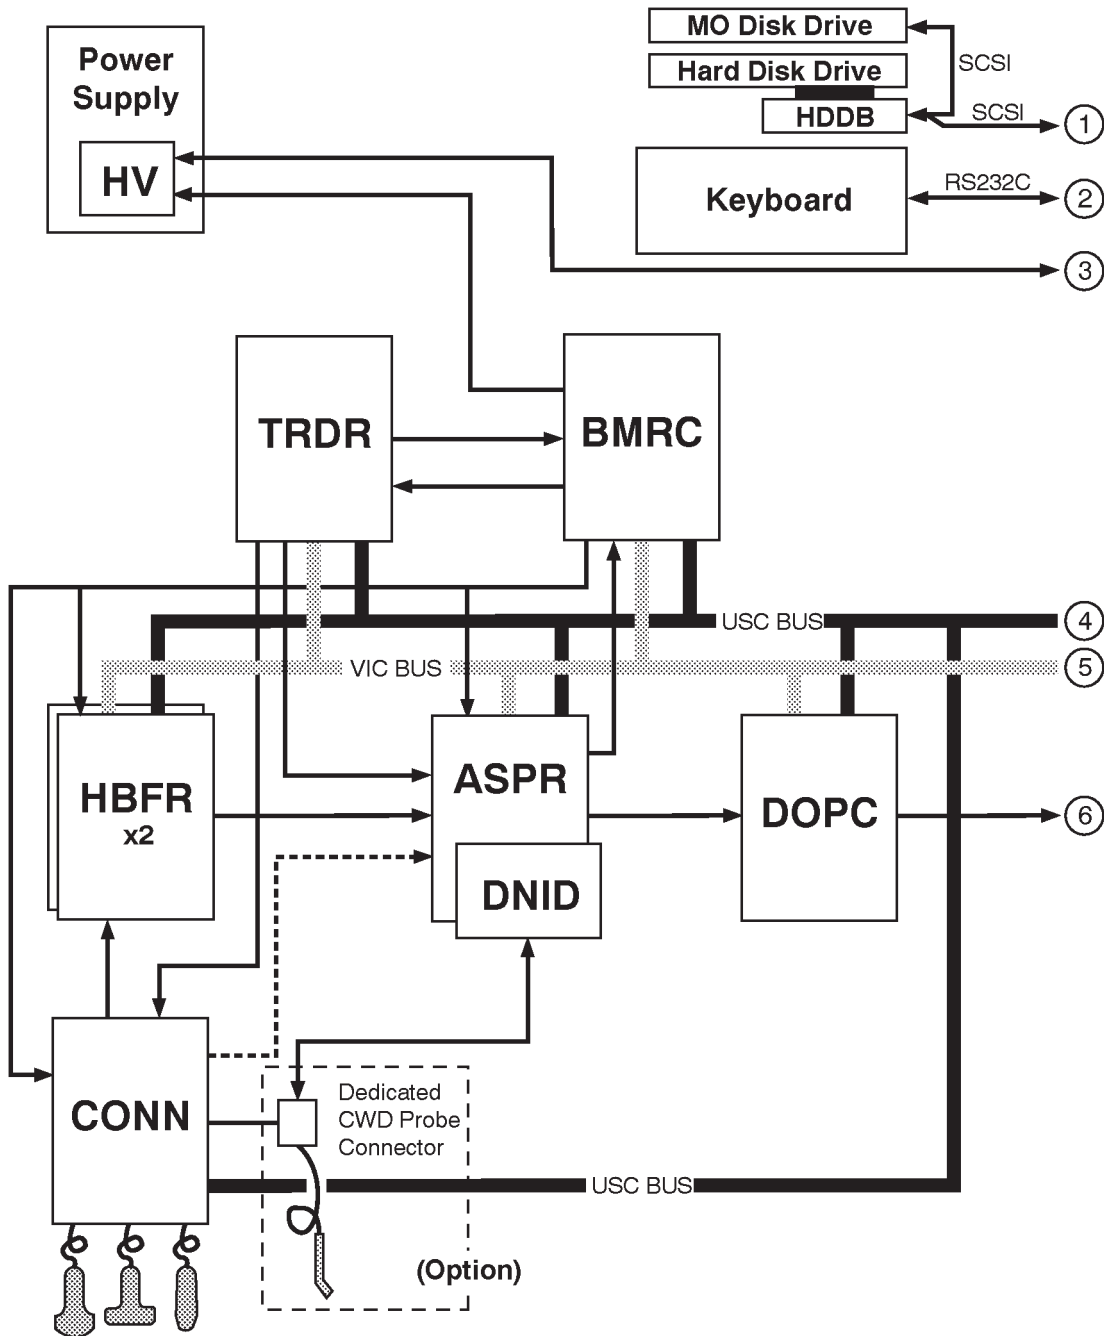 Power
Supply
HV
MO Disk Drive
SCSI
Hard Disk Drive
HDDB
SCSI
1
Keyboard
RS232C
2
3
TRDR
BMRC
USC BUS
4
VIC BUS
5
HBFR
x2
ASPR
DNID
DOPC
6
CONN
Dedicated
CWD Probe
Connector
USC BUS
(Option)